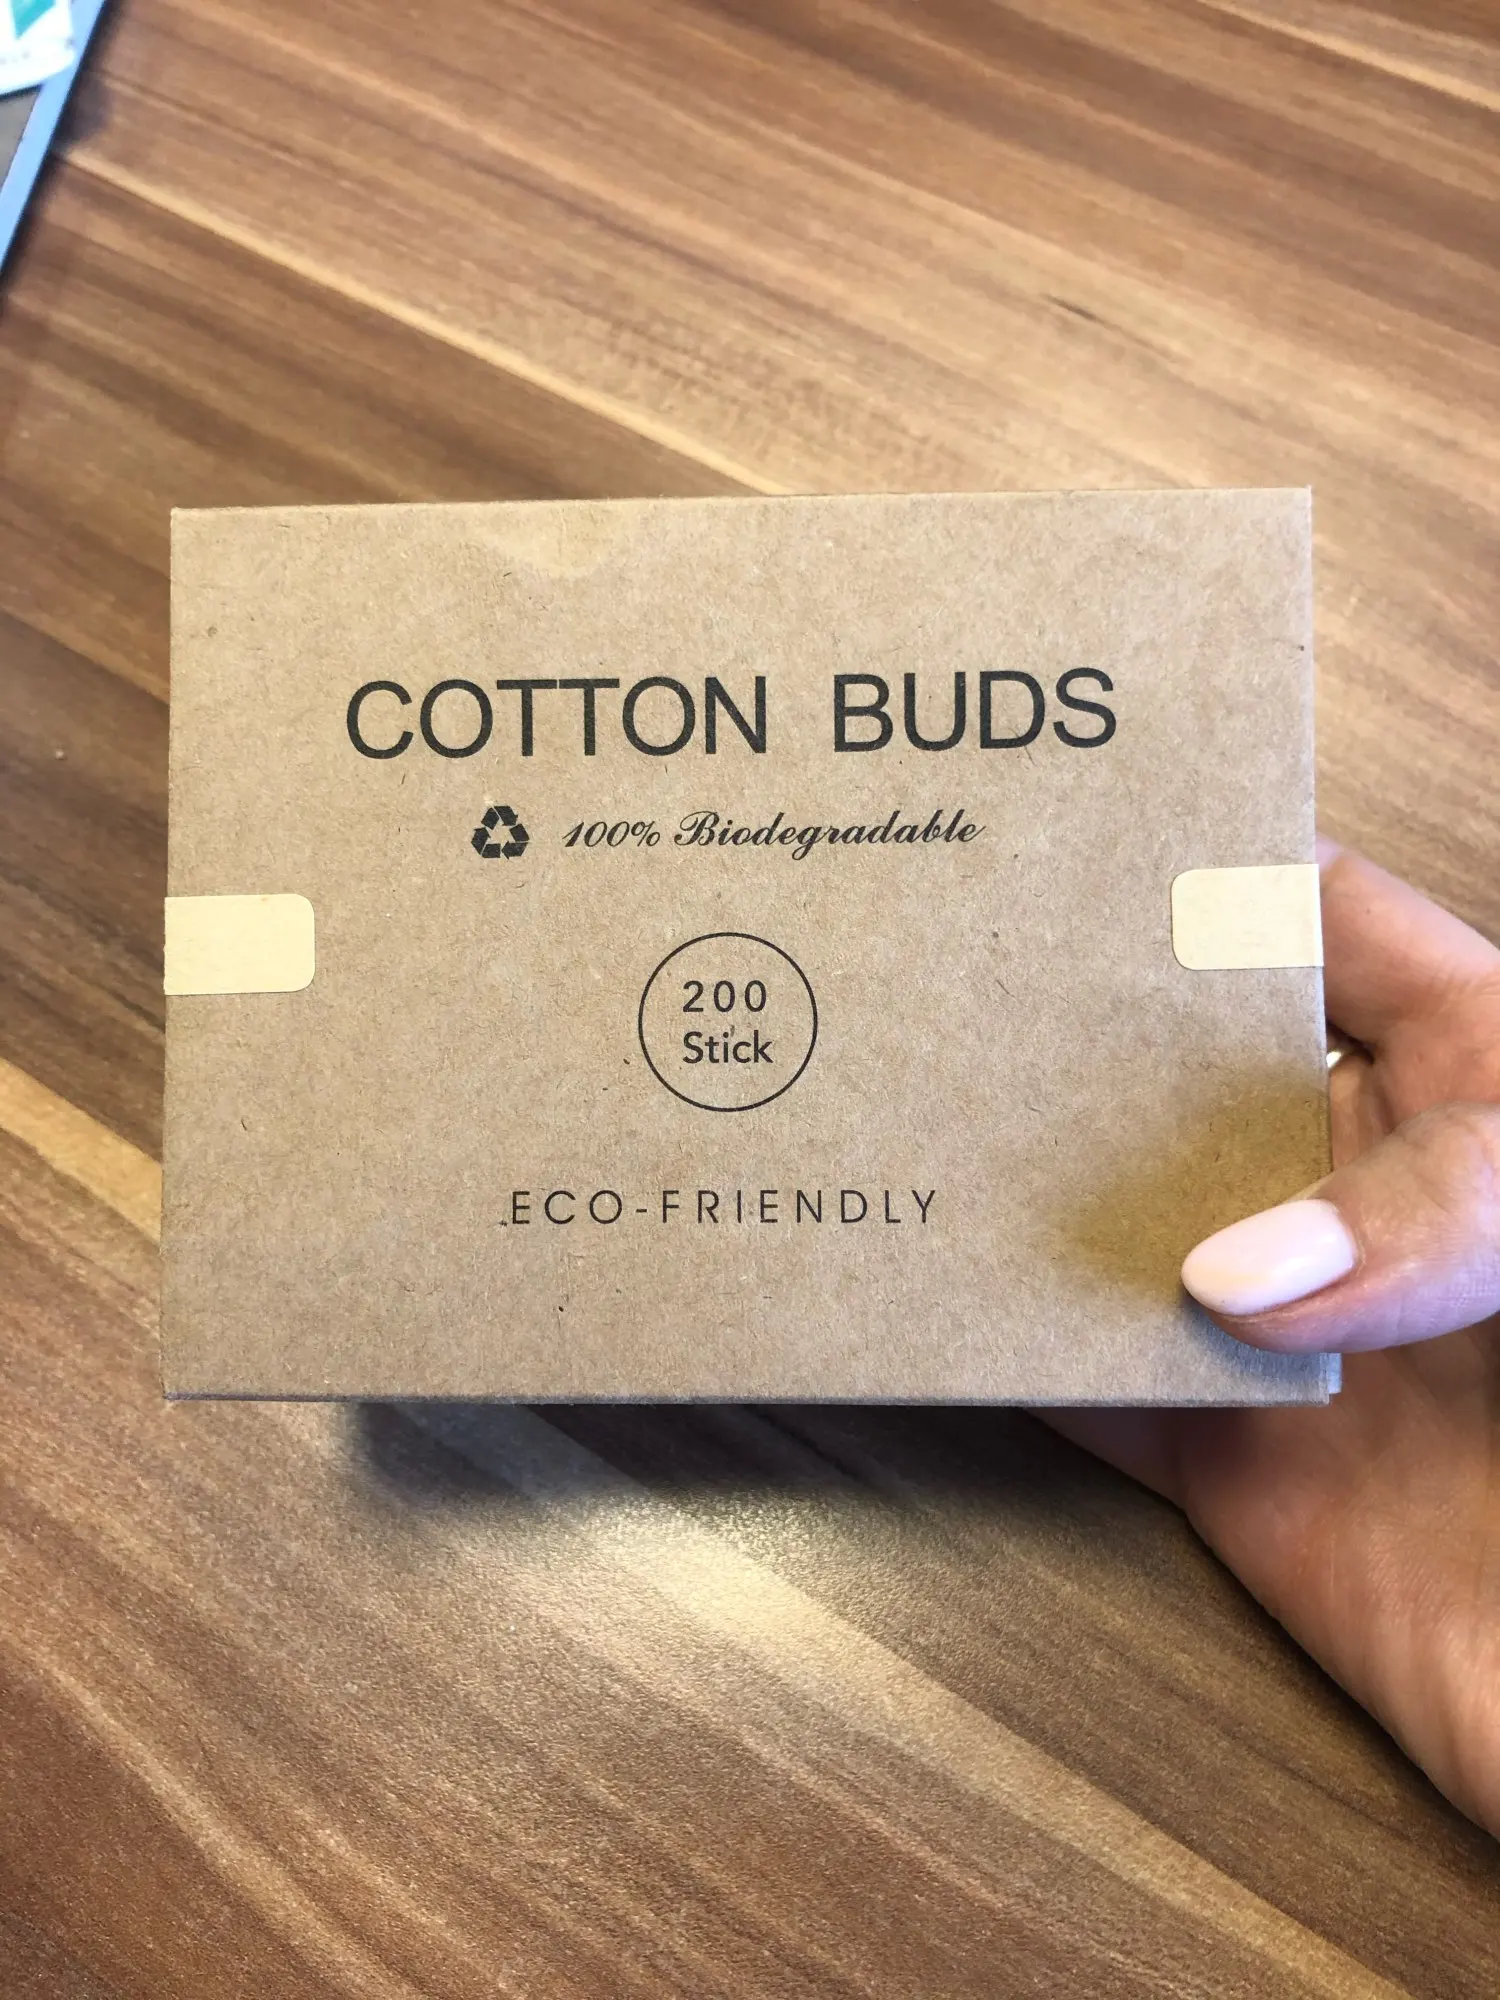 COTTON BUDS
100% Biodegradable
200
Stick
ECO-FRIENDLY